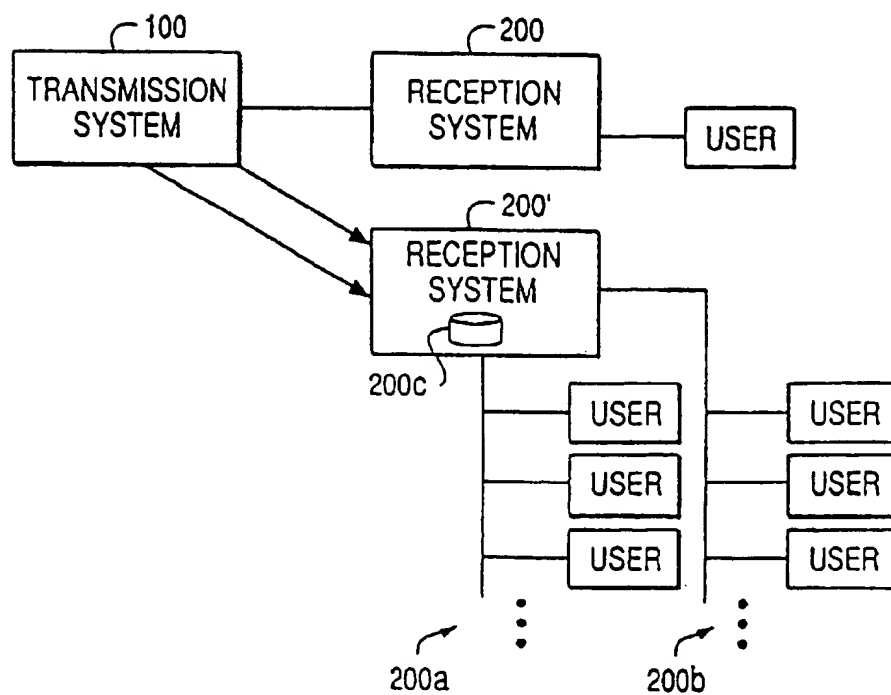 100
200
TRANSMISSION
SYSTEM
RECEPTION
SYSTEM
USER
200'
RECEPTION
SYSTEM
200c
USER
USER
USER
USER
USER
USER
200a
200b